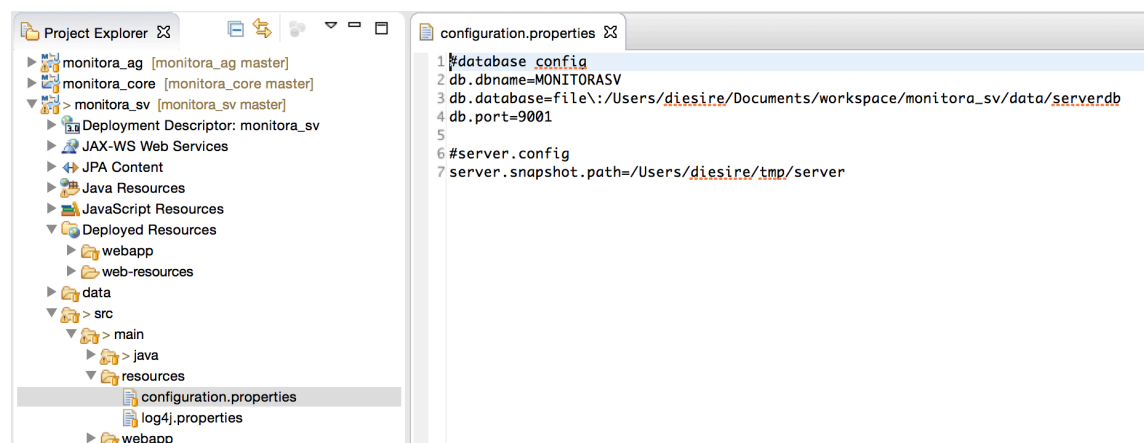 Project Explorer
monitora_ag [monitora_ag master]
monitora_core [monitora_core master]
> monitora_sv [monitora_sv master]
Deployment Descriptor: monitora_sv
JAX-WS Web Services
JPA Content
Java Resources
JavaScript Resources
Deployed Resources
webapp
web-resources
data
> src
> main
> java
resources
configuration.properties
log4j.properties
webapp
configuration.properties
1 #database config
2 db.dbname=MONITORASV
3 db.database=file\:/Users/diesire/Documents/workspace/monitora_sv/data/serverdb
4 db.port=9001
5
6 #server.config
7 server.snapshot.path=/Users/diesire/tmp/server